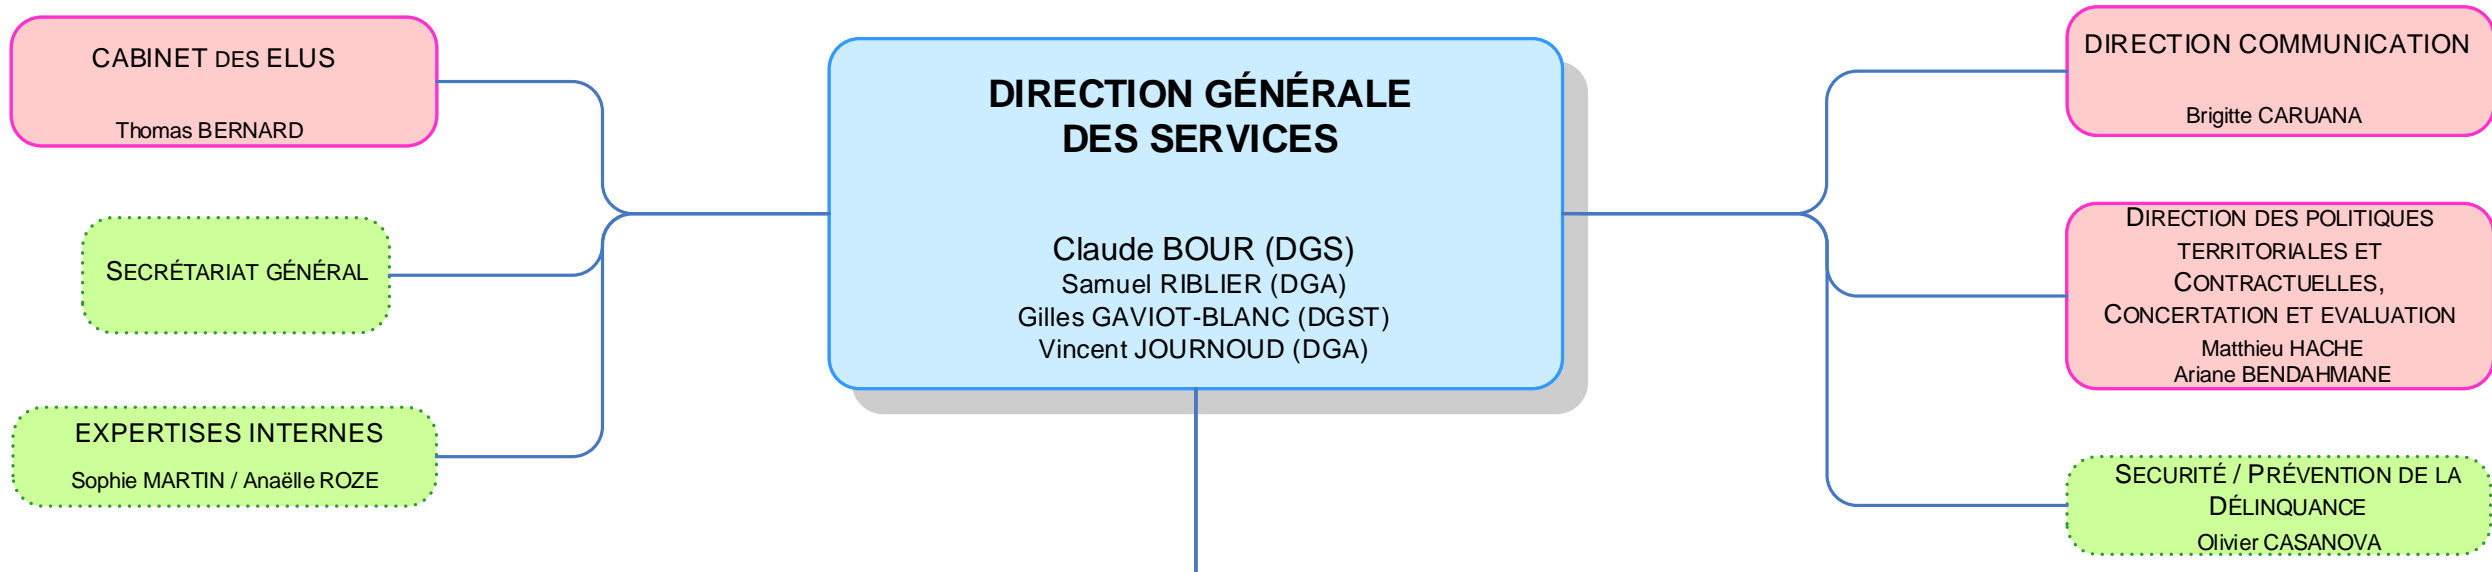 CABINET DES ELUS
Thomas BERNARD
SECRÉTARIAT GÉNÉRAL
EXPERTISES INTERNES
Sophie MARTIN / Anaëlle ROZE
DIRECTION GÉNÉRALE
DES SERVICES
Claude BOUR (DGS)
Samuel RIBLIER (DGA)
Gilles GAVIOT-BLANC (DGST)
Vincent JOURNOUD (DGA)
DIRECTION COMMUNICATION
Brigitte CARUANA
DIRECTION DES POLITIQUES
TERRITORIALES ET
CONTRACTUELLES,
CONCERTATION ET EVALUATION
Matthieu HACHE
Ariane BENDAHMANE
SECURITÉ / PRÉVENTION DE LA
DÉLINQUANCE
Olivier CASANOVA